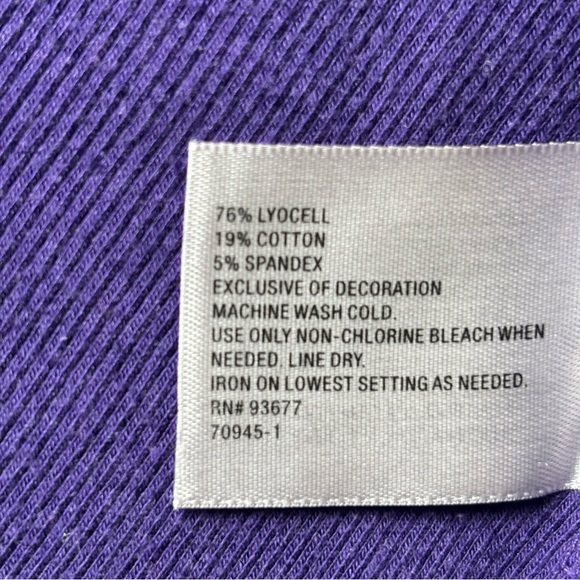 76% LYOCELL
19% COTTON
5% SPANDEX
EXCLUSIVE OF DECORATION
MACHINE WASH COLD.
USE ONLY NON-CHLORINE BLEACH WHEN
NEEDED. LINE DRY.
IRON ON LOWEST SETTING AS NEEDED.
RN# 93677
70945-1